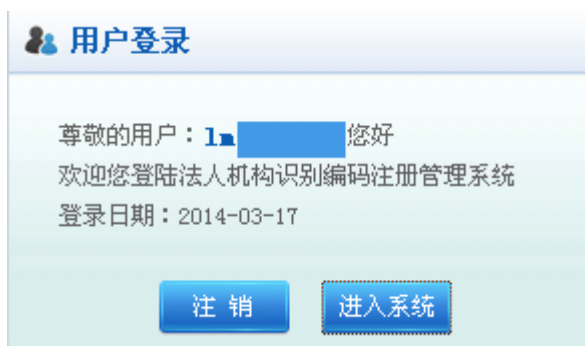 用户登录
尊敬的用户：lm 您好
欢迎您登陆法人机构识别编码注册管理系统
登录日期：2014-03-17
注 销 进入系统